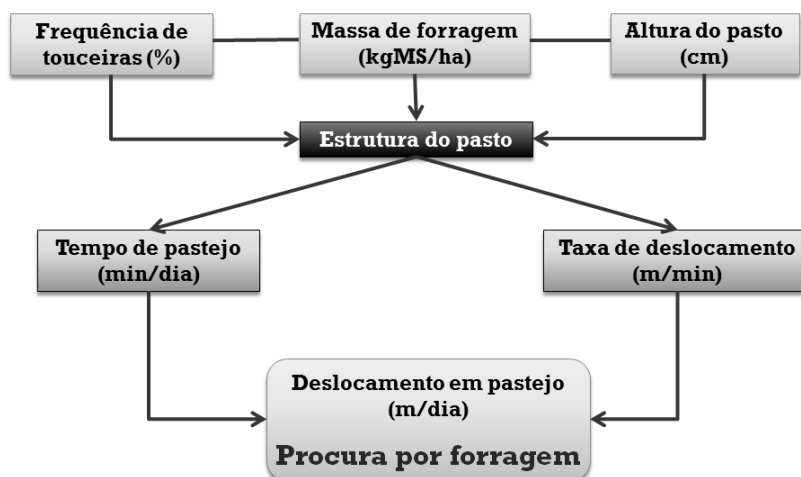 Frequência de
touceiras (%)
Massa de forragem
(kgMS/ha)
Altura do pasto
(cm)
Estrutura do pasto
Tempo de pastejo
(min/dia)
Taxa de deslocamento
(m/min)
Deslocamento em pastejo
(m/dia)
Procura por forragem